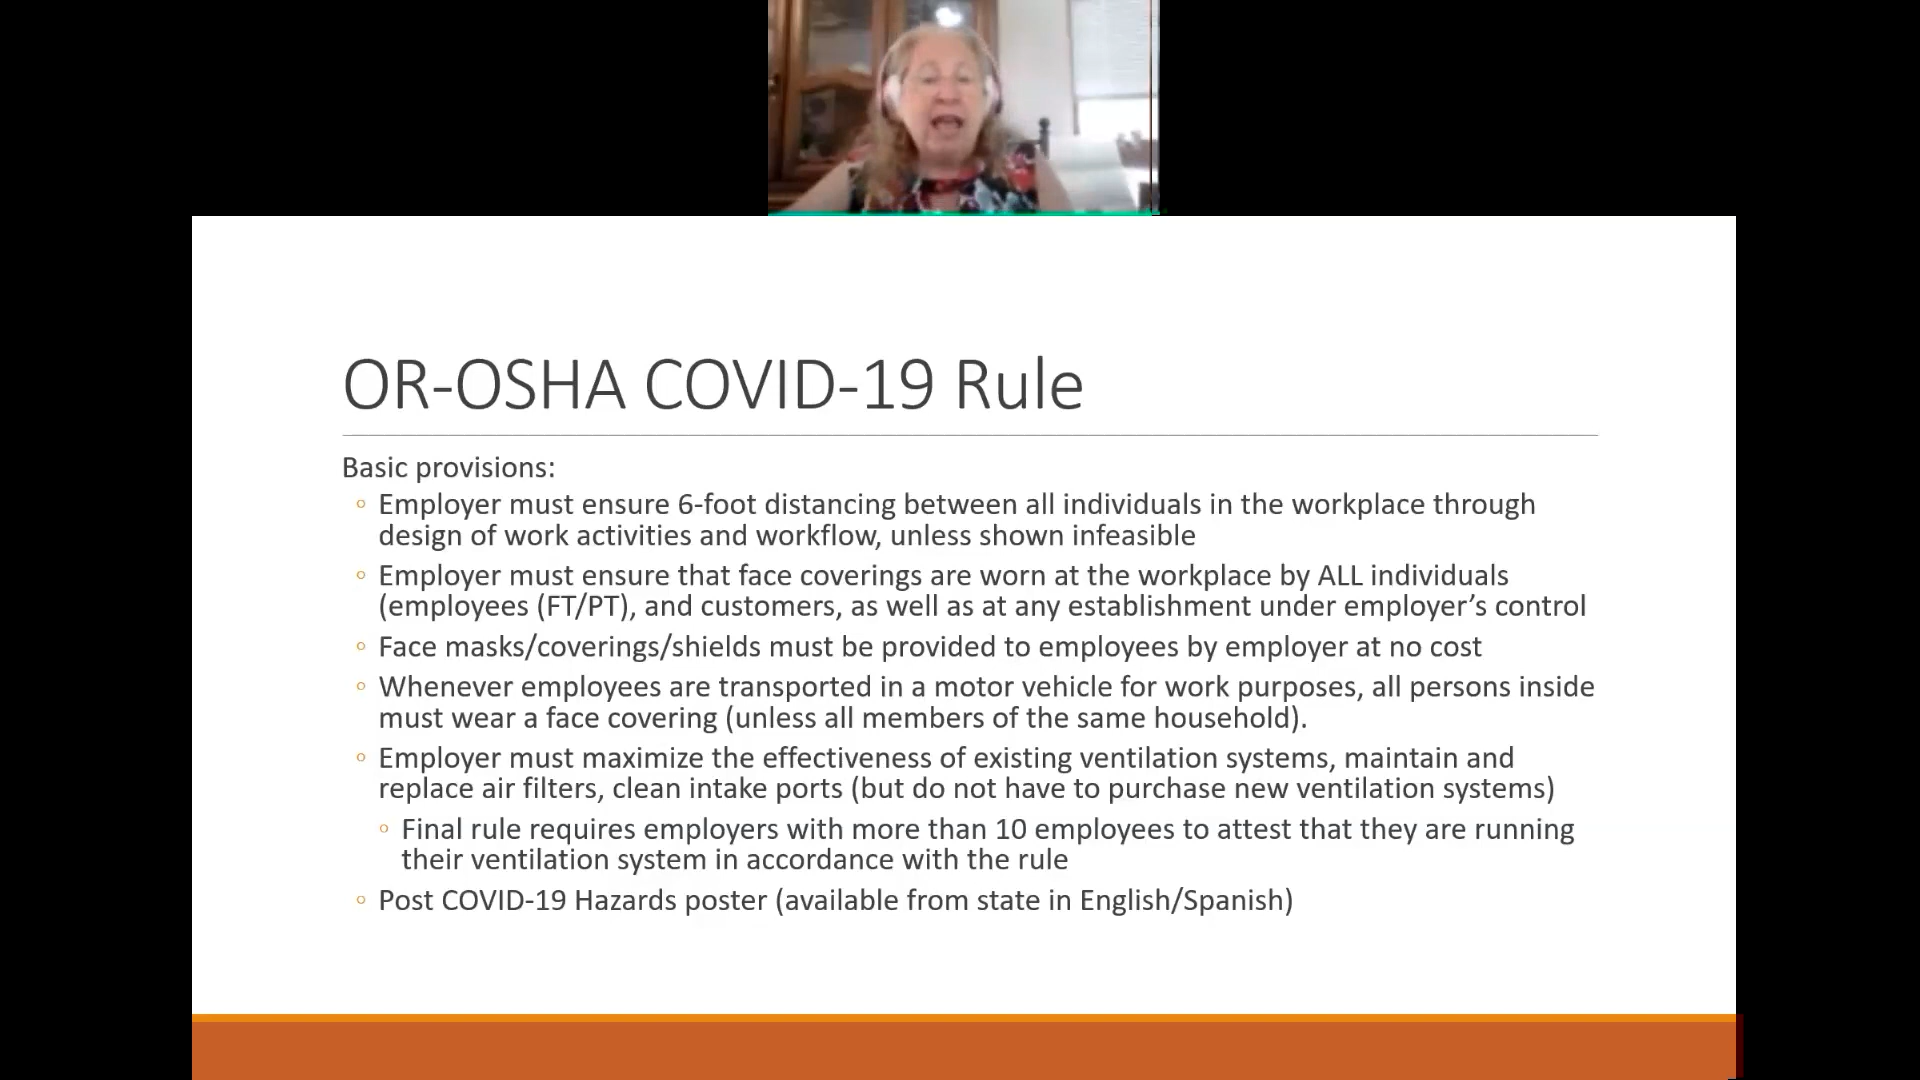 OR-OSHA COVID-19 Rule
Basic provisions:
◦ Employer must ensure 6-foot distancing between all individuals in the workplace through
design of work activities and workflow, unless shown infeasible
◦ Employer must ensure that face coverings are worn at the workplace by ALL individuals
(employees (FT/PT), and customers, as well as at any establishment under employer’s control
◦ Face masks/coverings/shields must be provided to employees by employer at no cost
◦ Whenever employees are transported in a motor vehicle for work purposes, all persons inside
must wear a face covering (unless all members of the same household).
◦ Employer must maximize the effectiveness of existing ventilation systems, maintain and
replace air filters, clean intake ports (but do not have to purchase new ventilation systems)
◦ Final rule requires employers with more than 10 employees to attest that they are running
their ventilation system in accordance with the rule
◦ Post COVID-19 Hazards poster (available from state in English/Spanish)